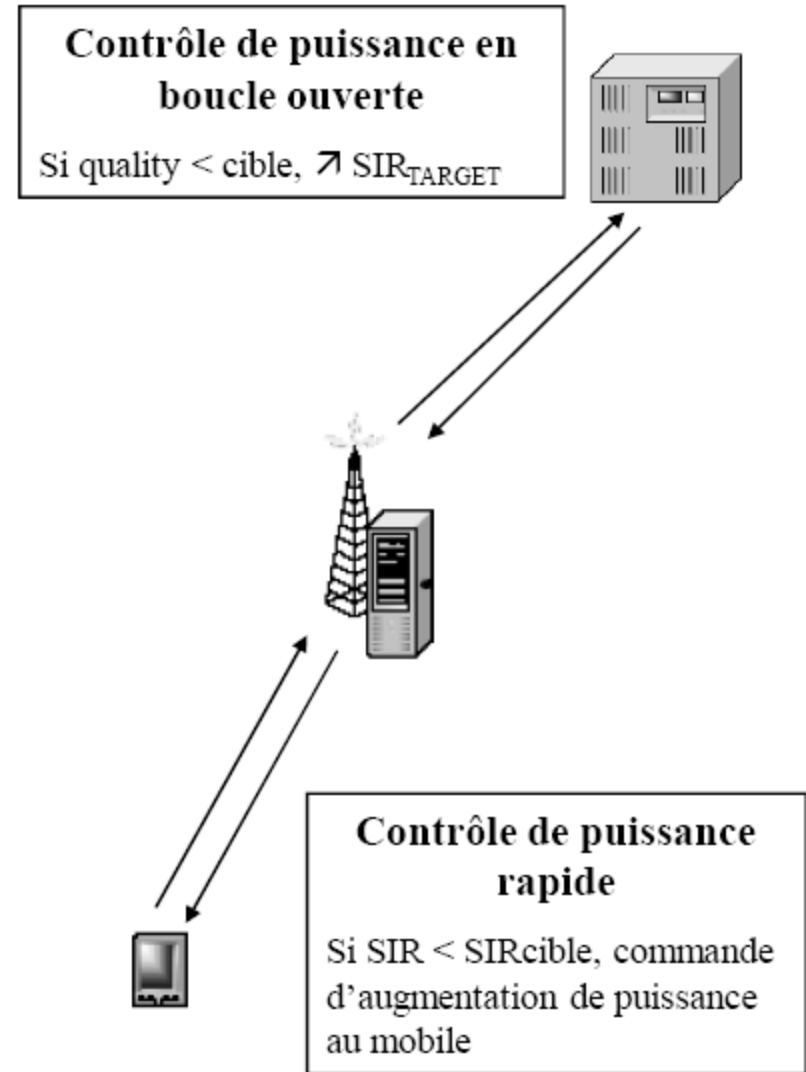 Contrôle de puissance en
boucle ouverte
Si quality < cible, ↗ SIR_TARGET
Contrôle de puissance
rapide
Si SIR < SIRcible, commande
d'augmentation de puissance
au mobile